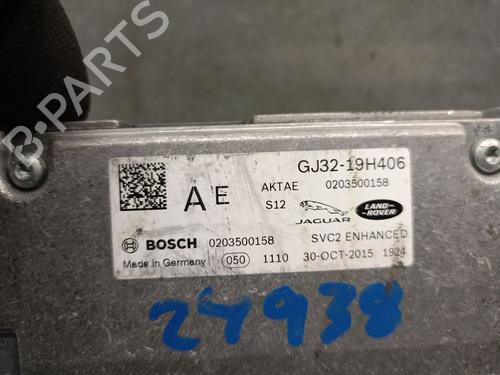 B-PARTS
GJ32-19H406
A E AKTAE 0203500158
S12 JAGUAR LAND-ROVER
BOSCH 0203500158 SVC2 ENHANCED
Made in Germany 050 1110 30-OCT-2015 1924
27938